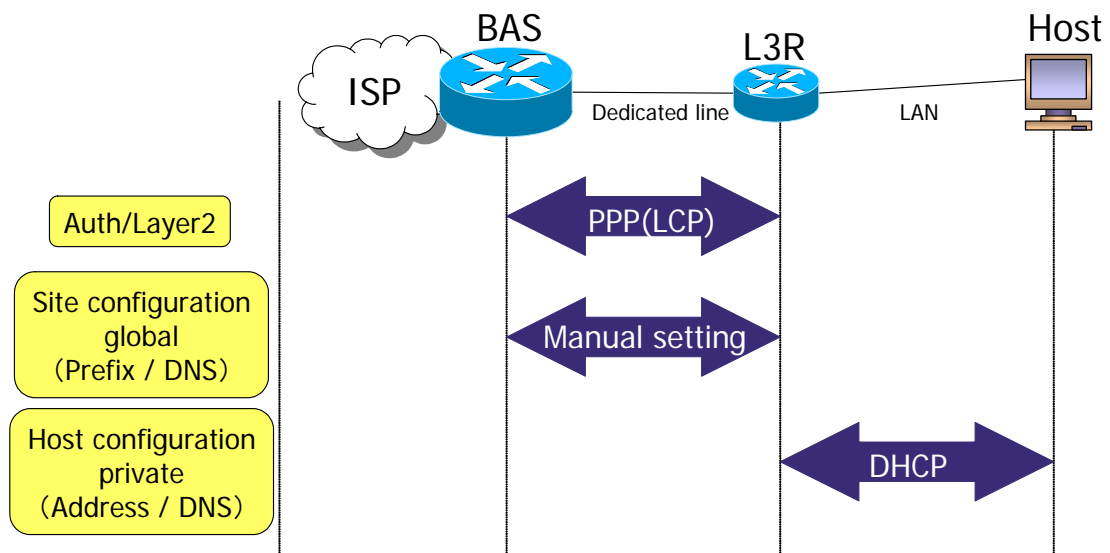 BAS
L3R
Host
ISP
Dedicated line
LAN
Auth/Layer2
PPP(LCP)
Site configuration
global
（Prefix / DNS）
Manual setting
Host configuration
private
（Address / DNS）
DHCP